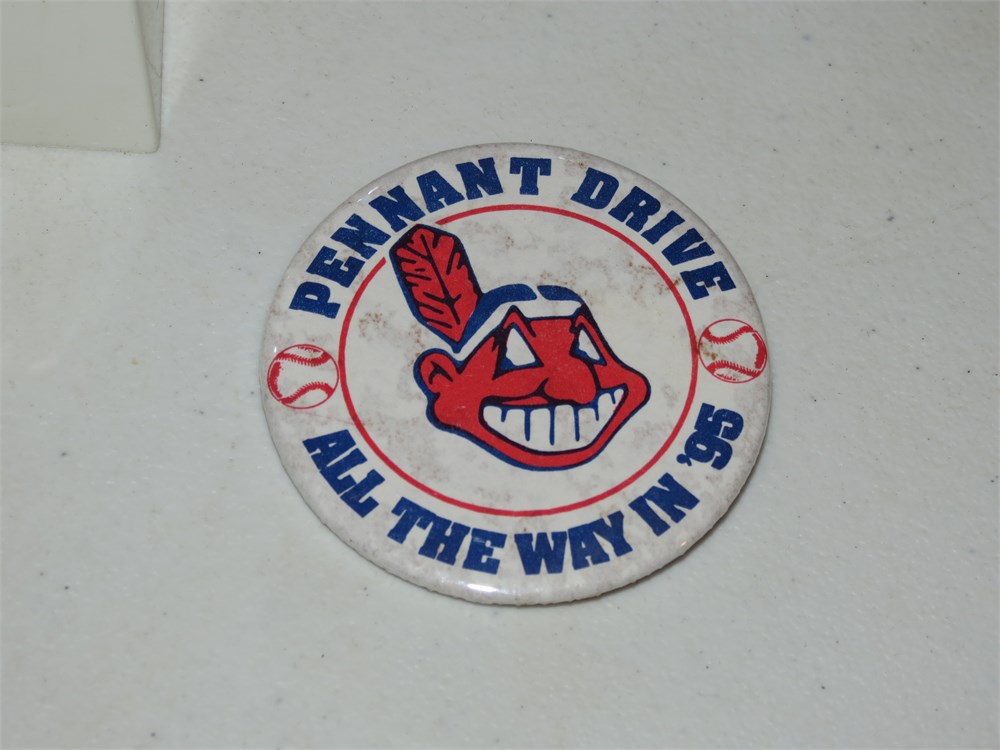 PENNANT DRIVE
ALL THE WAY IN '95